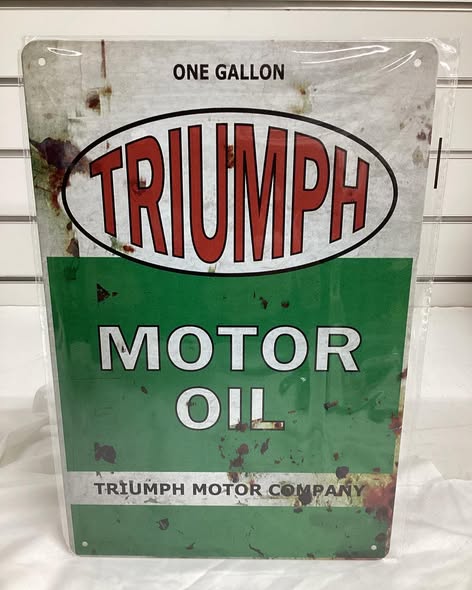 ONE GALLON
TRIUMPH
MOTOR
OIL
TRIUMPH MOTOR COMPANY